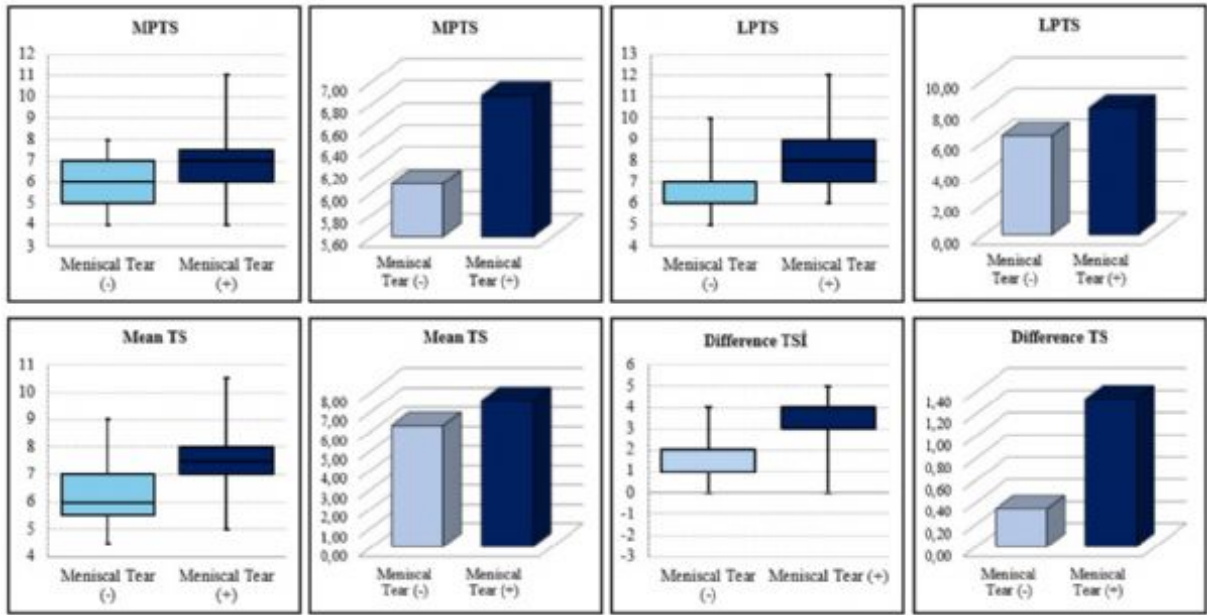 MPTS
12
11
10
9
8
7
6
5
4
3
Meniscal Tear
(-)
Meniscal Tear
(+)
MPTS
7,00
6,80
6,60
6,40
6,20
6,00
5,80
5,60
Meniscal
Tear (-)
Meniscal
Tear (+)
LPTS
13
12
11
10
9
8
7
6
5
4
Meniscal Tear
(-)
Meniscal Tear
(+)
LPTS
10,00
8,00
6,00
4,00
2,00
0,00
Meniscal
Tear (-)
Meniscal
Tear (+)
Mean TS
11
10
9
8
7
6
5
4
Meniscal Tear
(-)
Meniscal Tear
(+)
Mean TS
8,00
7,00
6,00
5,00
4,00
3,00
2,00
1,00
0,00
Meniscal
Tear (-)
Meniscal
Tear (+)
Difference TSİ
6
5
4
3
2
1
0
-1
-2
-3
Meniscal Tear
(-)
Meniscal Tear (+)
Difference TS
1,40
1,20
1,00
0,80
0,60
0,40
0,20
0,00
Meniscal
Tear (-)
Meniscal
Tear (+)